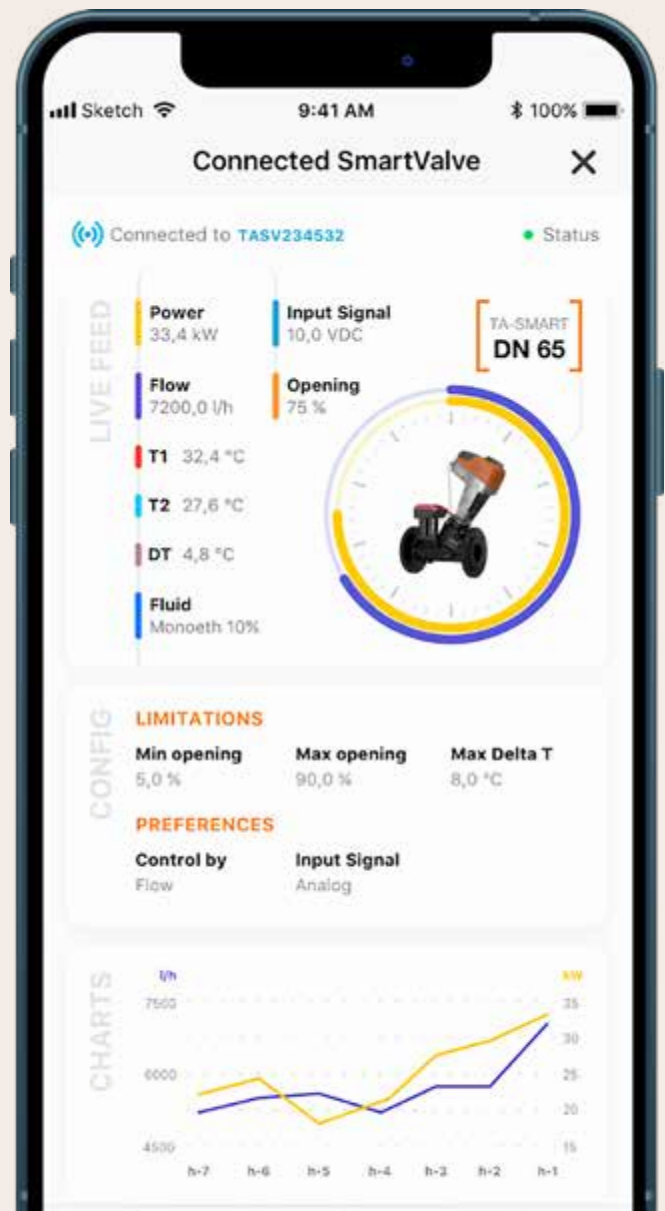 Sketch 9:41 AM 100%
Connected SmartValve
Connected to TASV234532 Status
LIVE FEED
Power
33,4 kW
Input Signal
10,0 VDC
TA-SMART
DN 65
Flow
7200,0 l/h
Opening
75 %
T1 32,4 °C
T2 27,6 °C
DT 4,8 °C
Fluid
Monoeth 10%
CONFIG
LIMITATIONS
Min opening
5,0 %
Max opening
90,0 %
Max Delta T
8,0 °C
PREFERENCES
Control by
Flow
Input Signal
Analog
CHARTS
l/h kW
7500 35
30
6000 25
20
4500 15
h-7 h-6 h-5 h-4 h-3 h-2 h-1